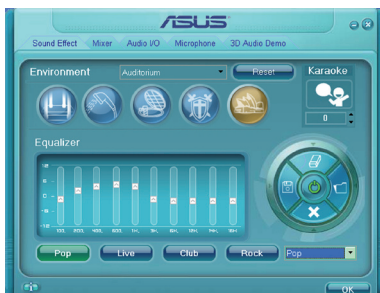 ASUS
Sound Effect Mixer Audio I/O Microphone 3D Audio Demo
Environment Auditorium Reset Karaoke
0
Equalizer
Pop Live Club Rock Pop
OK